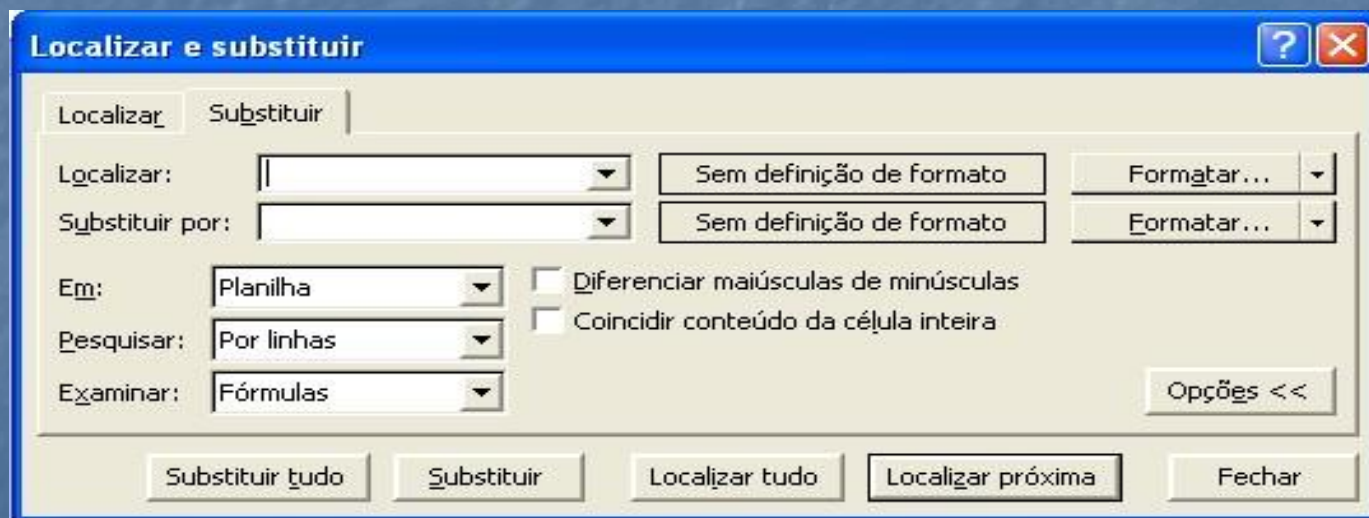 Localizar e substituir
Localizar Substituir
Localizar: Sem definição de formato Formatar...
Substituir por: Sem definição de formato Formatar...
Em: Planilha Diferenciar maiúsculas de minúsculas
Coincidir conteúdo da célula inteira
Pesquisar: Por linhas
Examinar: Fórmulas
Opções <<
Substituir tudo Substituir Localizar tudo Localizar próxima Fechar